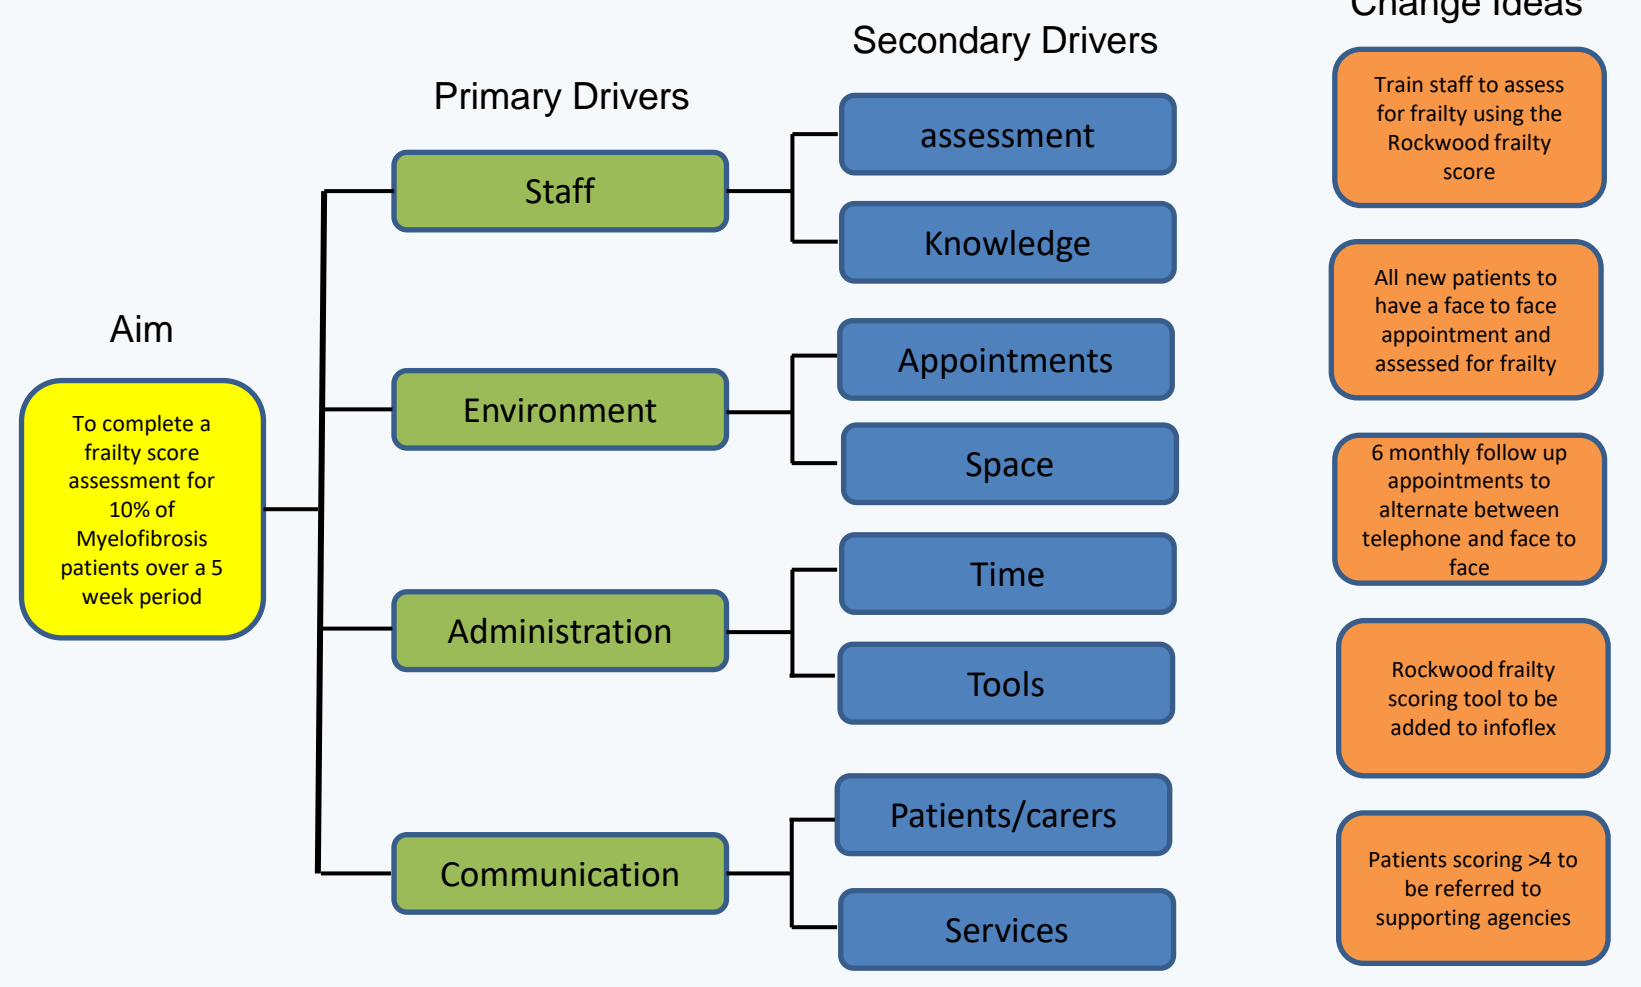 Change Ideas
Secondary Drivers
Primary Drivers
Aim
To complete a
frailty score
assessment for
10% of
Myelofibrosis
patients over a 5
week period
Staff
Environment
Administration
Communication
assessment
Knowledge
Appointments
Space
Time
Tools
Patients/carers
Services
Train staff to assess
for frailty using the
Rockwood frailty
score
All new patients to
have a face to face
appointment and
assessed for frailty
6 monthly follow up
appointments to
alternate between
telephone and face to
face
Rockwood frailty
scoring tool to be
added to infoflex
Patients scoring >4 to
be referred to
supporting agencies